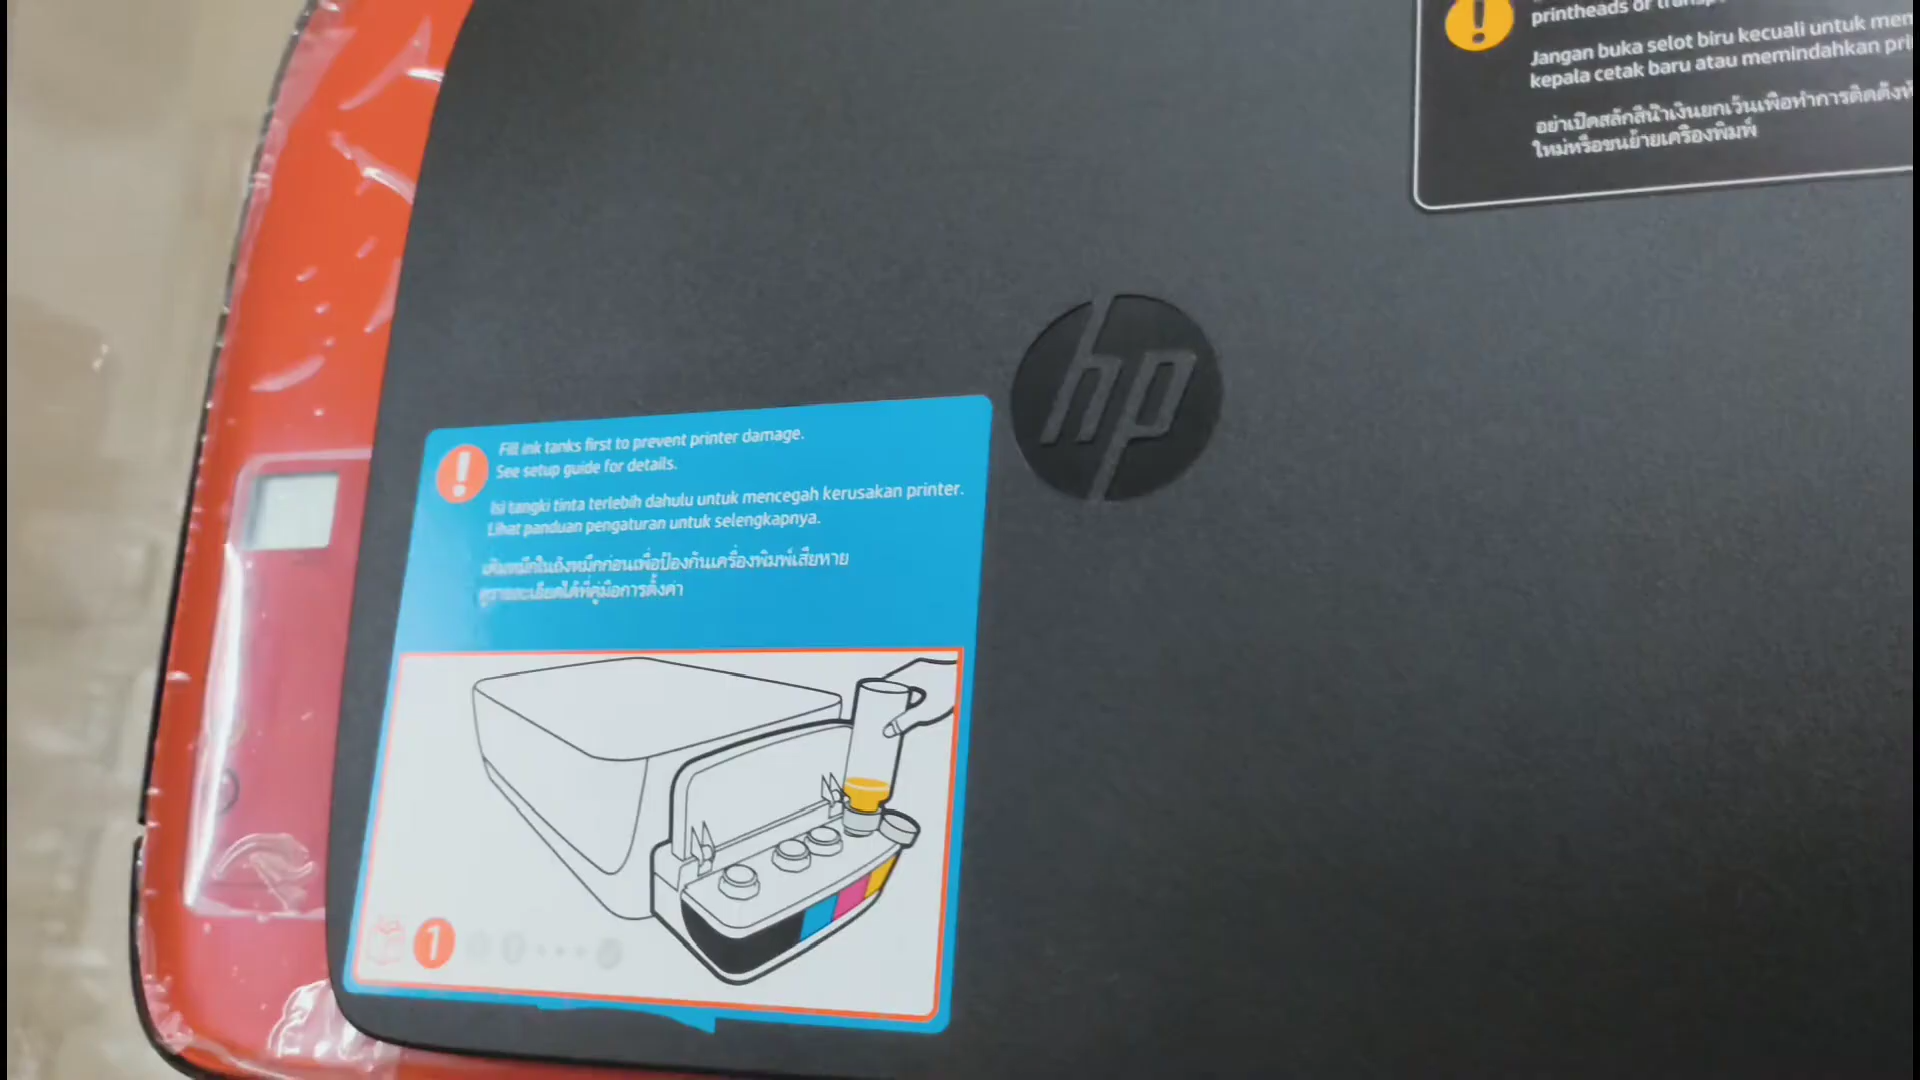 printheads or
Jangan buka selot biru kecuali untuk
kepala cetak baru atau memindahkan
อย่าเปิดสลักสีน้ำเงินยกเว้นเพื่อทำการติดตั้งหั
ใหม่หรือขนย้ายเครื่องพิมพ์
hp
Fill ink tanks first to prevent printer damage.
See setup guide for details.
Isi tangki tinta terlebih dahulu untuk mencegah kerusakan printer.
Lihat panduan pengaturan untuk selengkapnya.
เติมหมึกในถังหมึกก่อนเพื่อป้องกันเครื่องพิมพ์เสียหาย
ดูรายละเอียดได้ที่คู่มือการตั้งค่า
1